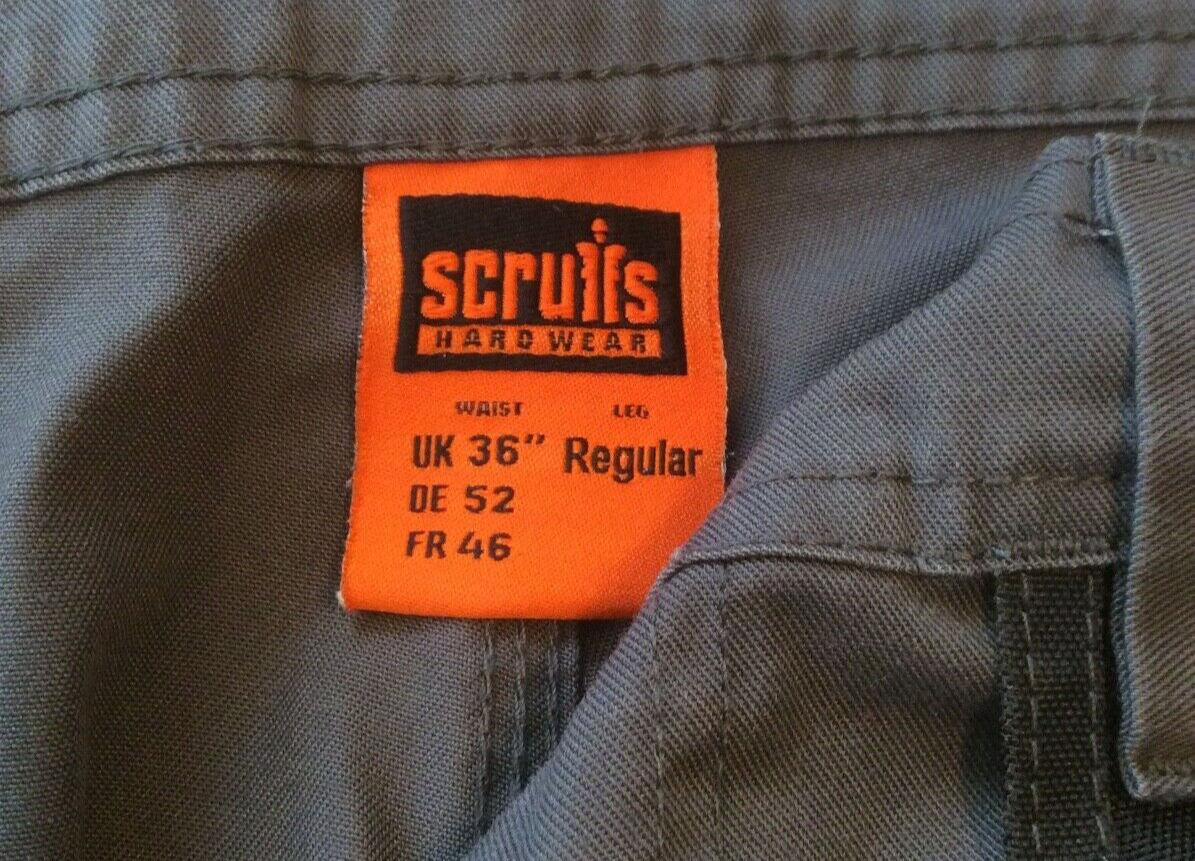 scruffs
HARD WEAR
WAIST LEG
UK 36" Regular
DE 52
FR 46